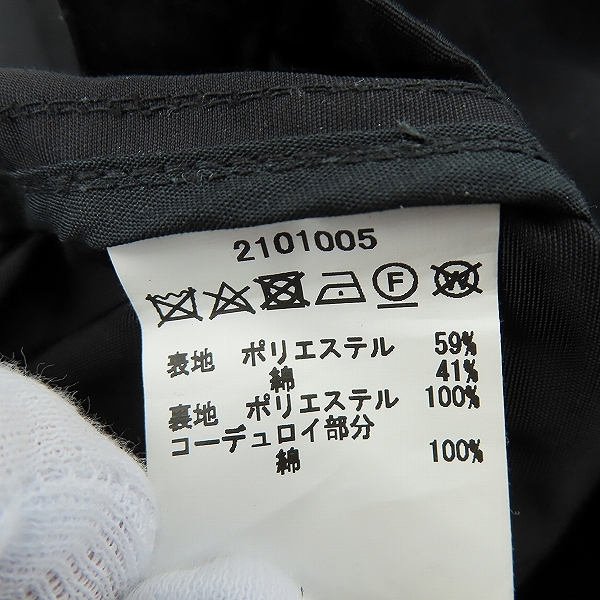 2101005
F W
表地 ポリエステル 59%
綿 41%
裏地 ポリエステル 100%
コーデュロイ部分
綿 100%